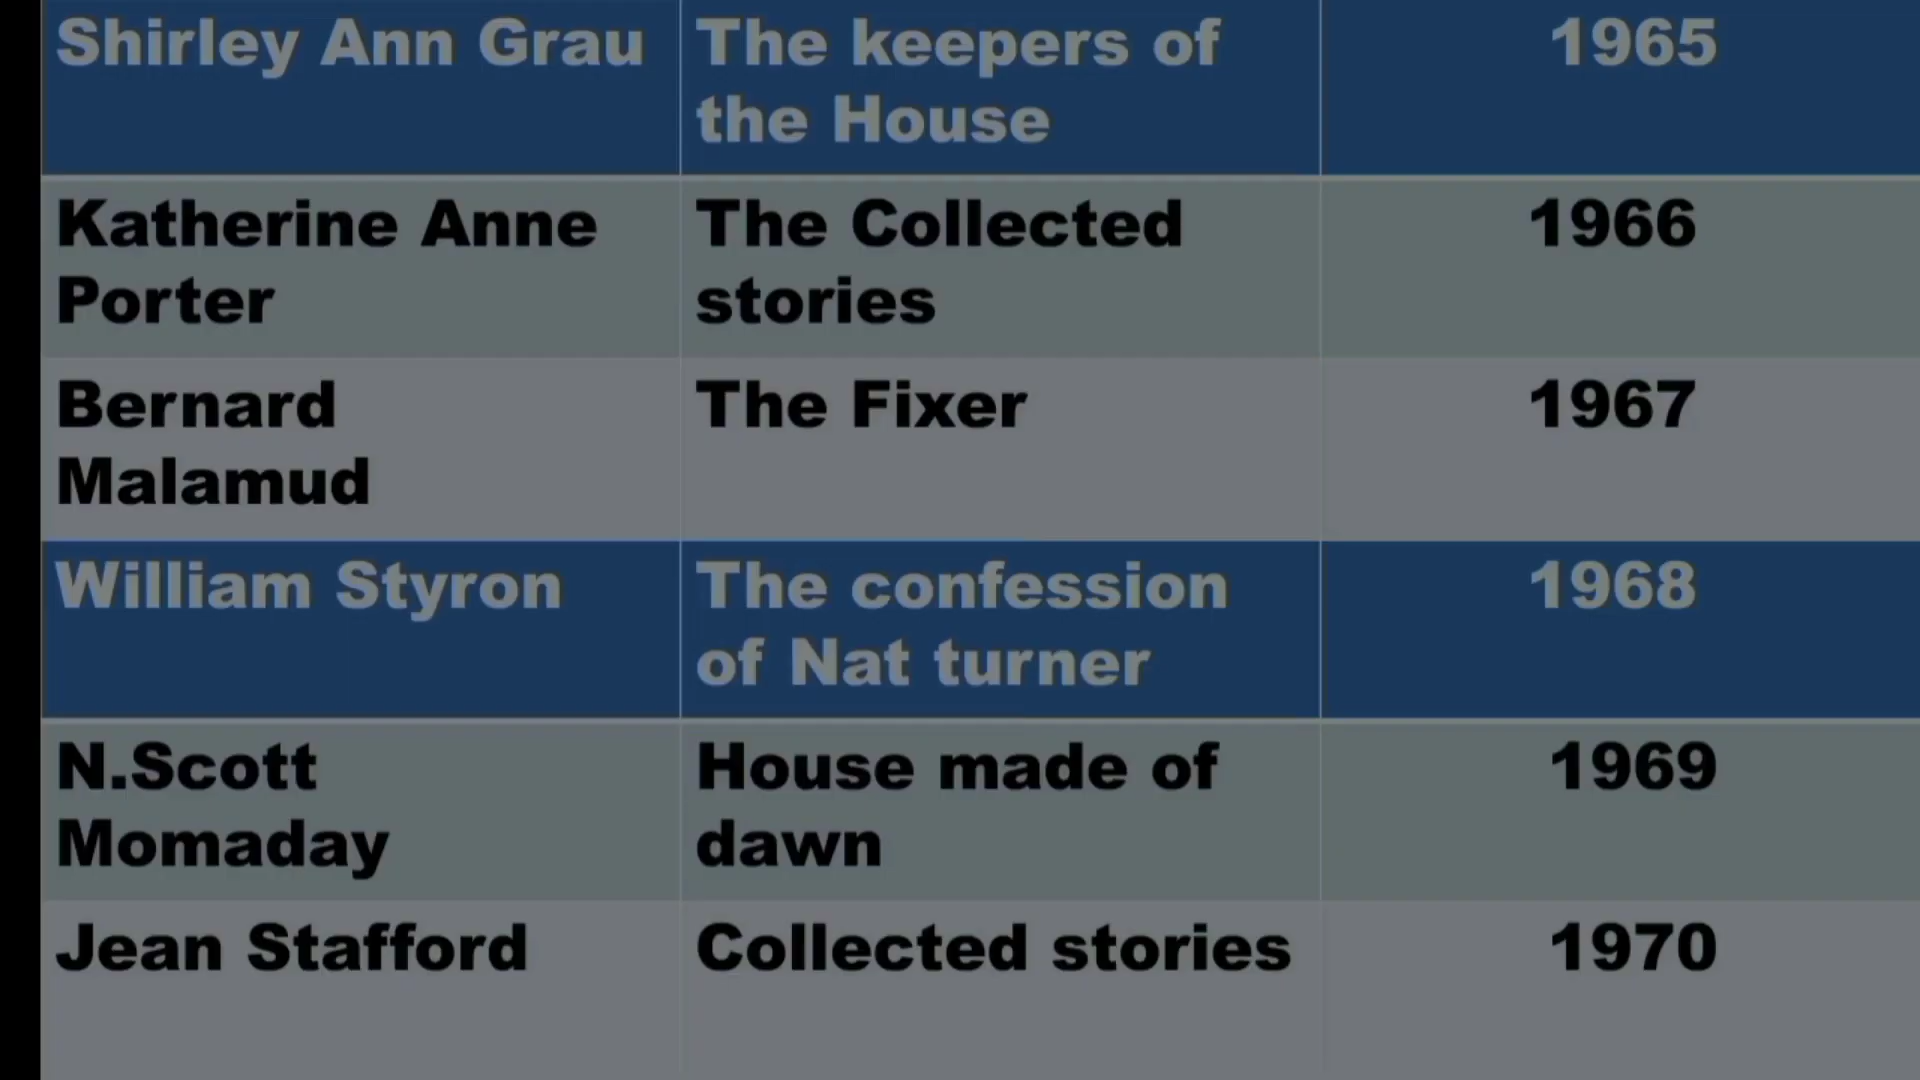 Shirley Ann Grau The keepers of 1965
the House
Katherine Anne The Collected 1966
Porter stories
Bernard The Fixer 1967
Malamud
William Styron The confession 1968
of Nat turner
N.Scott House made of 1969
Momaday dawn
Jean Stafford Collected stories 1970